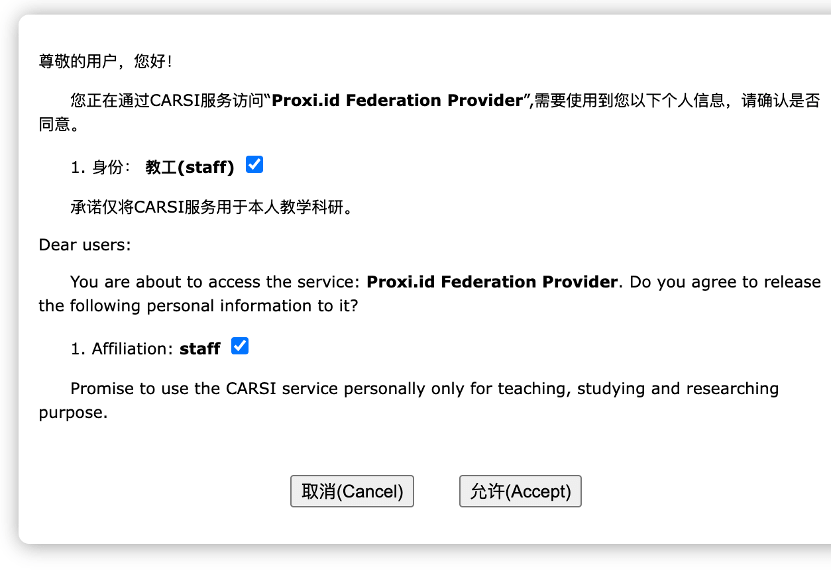 尊敬的用户，您好！
您正在通过CARSI服务访问“Proxi.id Federation Provider”,需要使用到您以下个人信息，请确认是否
同意。
1. 身份： 教工(staff)
承诺仅将CARSI服务用于本人教学科研。
Dear users:
You are about to access the service: Proxi.id Federation Provider. Do you agree to release
the following personal information to it?
1. Affiliation: staff
Promise to use the CARSI service personally only for teaching, studying and researching
purpose.
取消(Cancel) 允许(Accept)